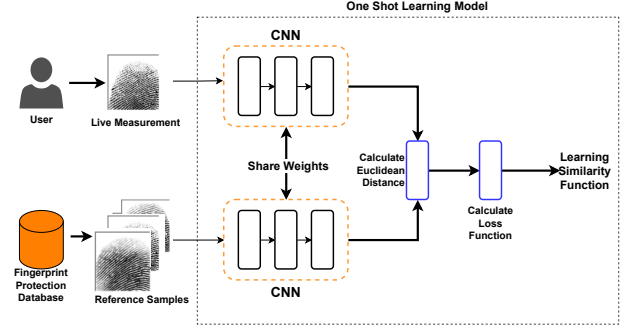 One Shot Learning Model
CNN
User
Live Measurement
Share Weights
Calculate
Euclidean
Distance
Learning
Similarity
Function
Calculate
Loss
Function
Fingerprint
Protection
Database
Reference Samples
CNN